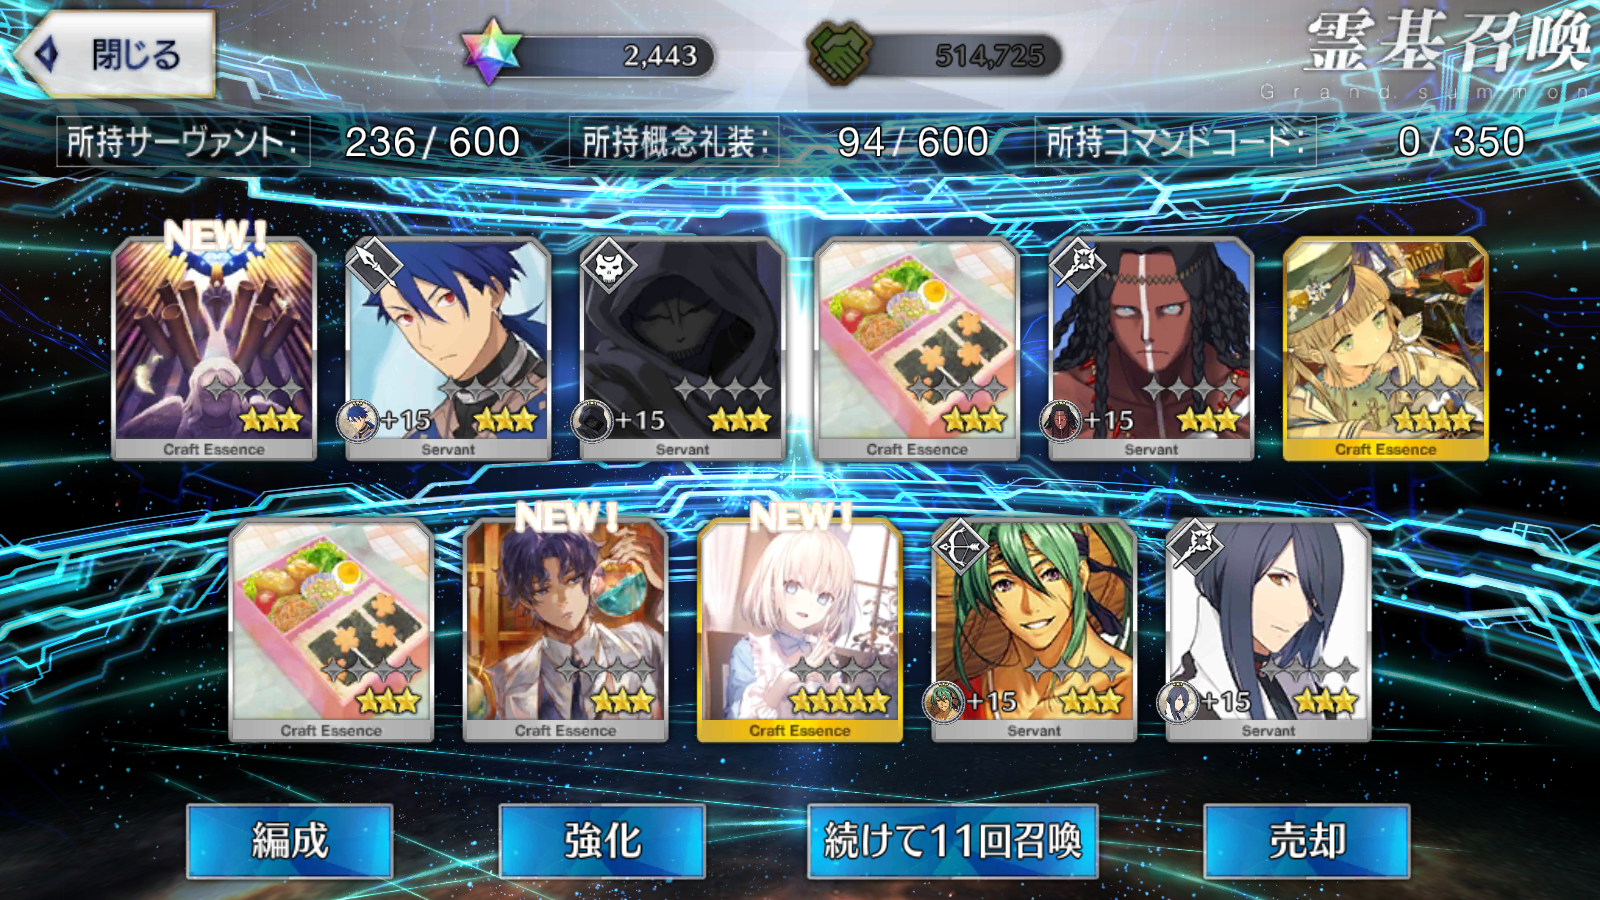 閉じる
2,443
514,725
霊基召喚
Grand summon
所持サーヴァント:
236/600
所持概念礼装:
94/600
所持コマンドコード:
0/350
NEW!
+15
+15
+15
Craft Essence
Servant
Servant
Craft Essence
Servant
Craft Essence
NEW!
NEW!
+15
+15
Craft Essence
Craft Essence
Craft Essence
Servant
Servant
編成
強化
続けて11回召喚
売却